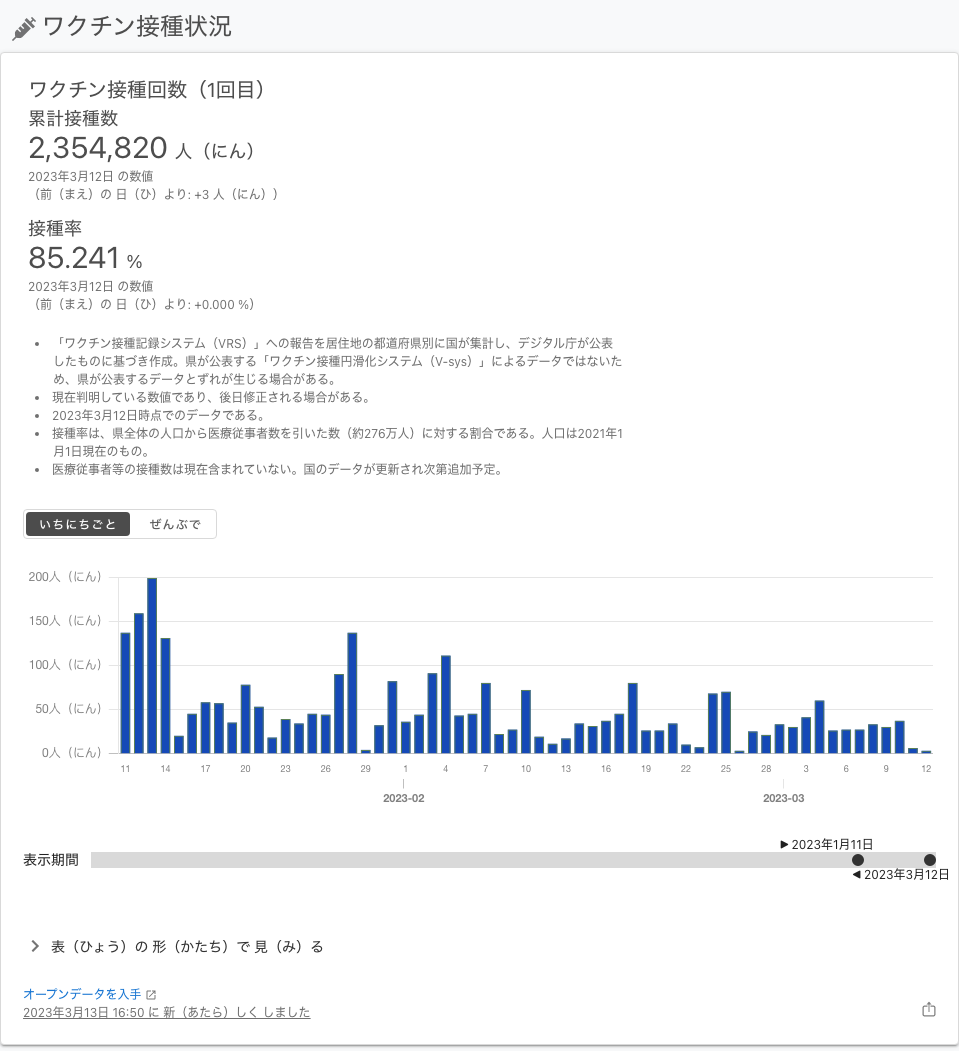 ワクチン接種状況
ワクチン接種回数（1回目）
累計接種数
2,354,820 人（にん）
2023年3月12日 の数値
（前（まえ）の 日（ひ）より: +3 人（にん））
接種率
85.241 %
2023年3月12日 の数値
（前（まえ）の 日（ひ）より: +0.000 %）
• 「ワクチン接種記録システム（VRS）」への報告を居住地の都道府県別に国が集計し、デジタル庁が公表
したものに基づき作成。県が公表する「ワクチン接種円滑化システム（V-sys）」によるデータではないた
め、県が公表するデータとずれが生じる場合がある。
• 現在判明している数値であり、後日修正される場合がある。
• 2023年3月12日時点でのデータである。
• 接種率は、県全体の人口から医療従事者数を引いた数（約276万人）に対する割合である。人口は2021年1
月1日現在のもの。
• 医療従事者等の接種数は現在含まれていない。国のデータが更新され次第追加予定。
いちにちごと ぜんぶで
200人（にん）
150人（にん）
100人（にん）
50人（にん）
0人（にん）
11 14 17 20 23 26 29 1 4 7 10 13 16 19 22 25 28 3 6 9 12
2023-02 2023-03
▶ 2023年1月11日
表示期間
◀ 2023年3月12日
表（ひょう）の 形（かたち）で 見（み）る
オープンデータを入手
2023年3月13日 16:50 に 新（あたら）しく しました